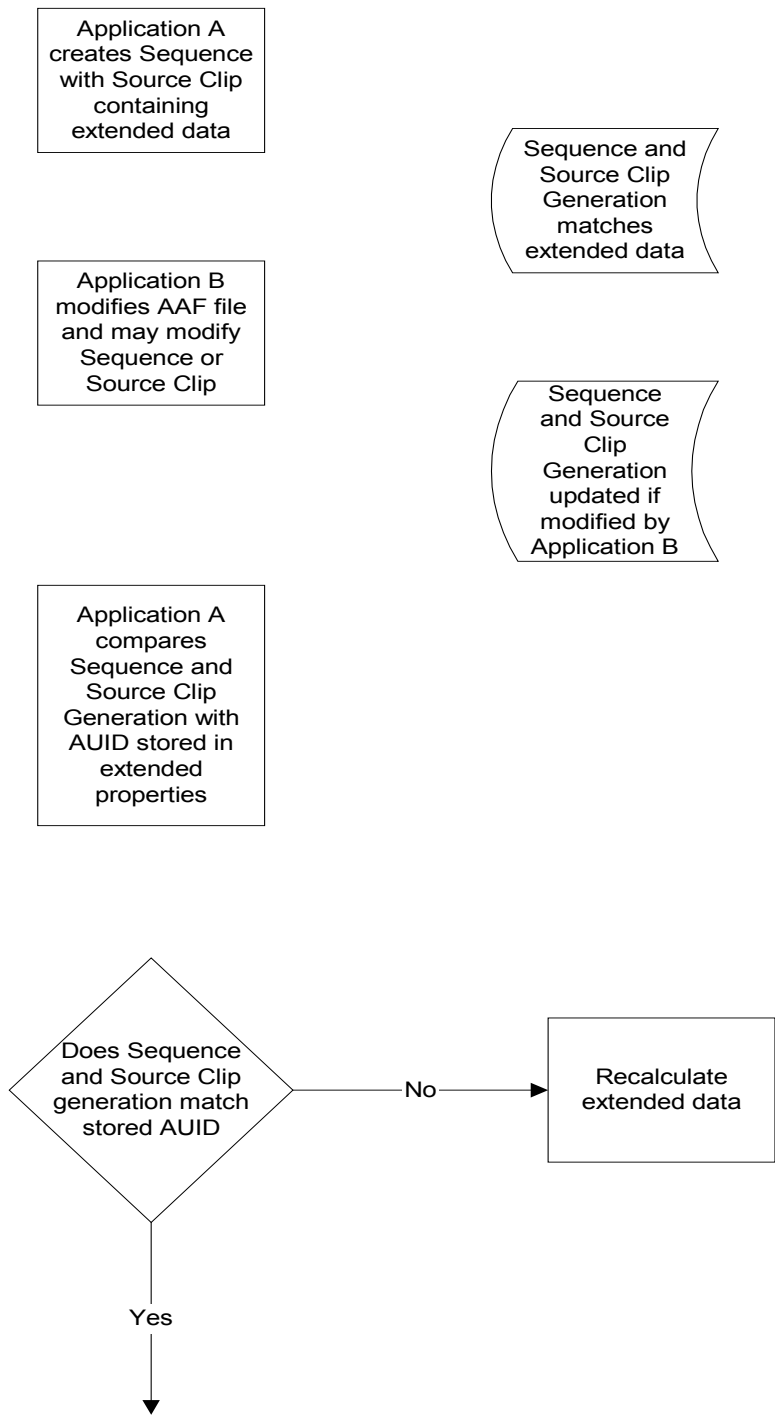 Application A
creates Sequence
with Source Clip
containing
extended data
Sequence and
Source Clip
Generation
matches
extended data
Application B
modifies AAF file
and may modify
Sequence or
Source Clip
Sequence
and Source
Clip
Generation
updated if
modified by
Application B
Application A
compares
Sequence and
Source Clip
Generation with
AUID stored in
extended
properties
Does Sequence
and Source Clip
generation match
stored AUID
No
Recalculate
extended data
Yes